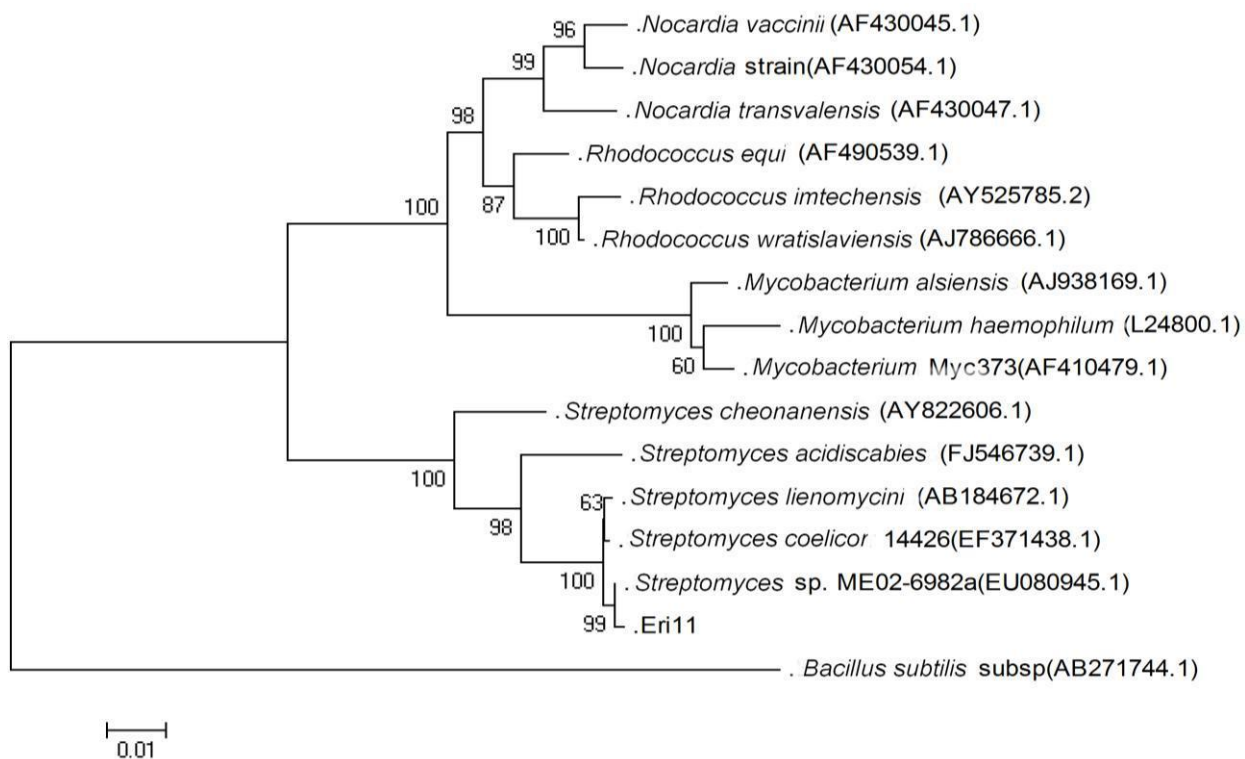 96
.Nocardia vaccinii (AF430045.1)
99
.Nocardia strain(AF430054.1)
98
.Nocardia transvalensis (AF430047.1)
.Rhodococcus equi (AF490539.1)
100
87
.Rhodococcus imtechensis (AY525785.2)
100
.Rhodococcus wratislaviensis(AJ786666.1)
.Mycobacterium alsiensis (AJ938169.1)
100
.Mycobacterium haemophilum (L24800.1)
60
.Mycobacterium Myc373(AF410479.1)
.Streptomyces cheonanensis (AY822606.1)
100
.Streptomyces acidiscabies (FJ546739.1)
63
.Streptomyces lienomycini (AB184672.1)
98
.Streptomyces coelicor 14426(EF371438.1)
100
.Streptomyces sp. ME02-6982a(EU080945.1)
99
.Eri11
. Bacillus subtilis subsp(AB271744.1)
0.01